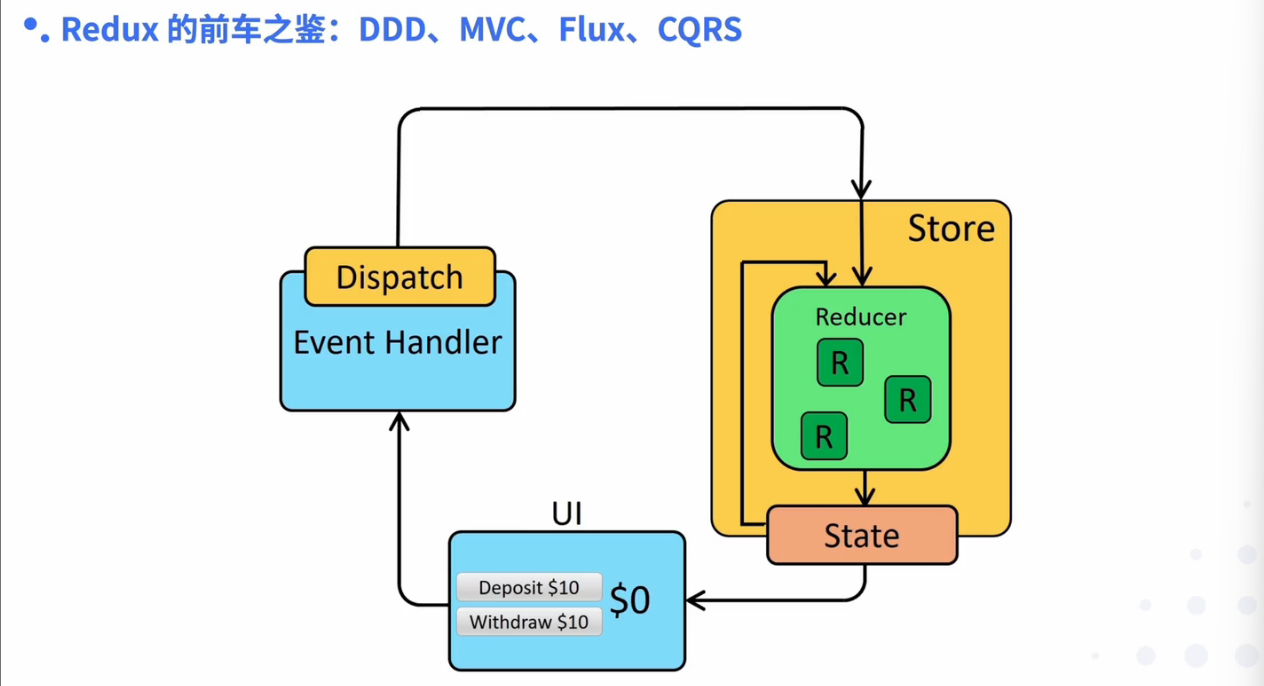 Redux 的前车之鉴：DDD、MVC、Flux、CQRS
Store
Dispatch
Event Handler
Reducer
R
R
R
UI
State
Deposit $10
$0
Withdraw $10